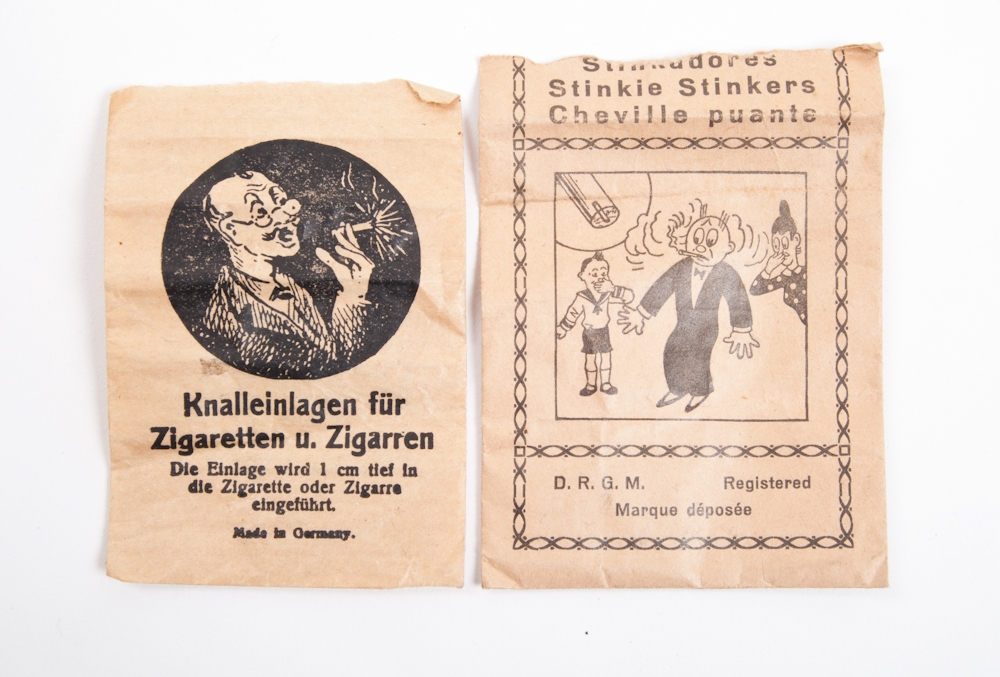 Knalleinlagen für
Zigaretten u. Zigarren
Die Einlage wird 1 cm tief in
die Zigarette oder Zigarre
eingeführt.
Made in Germany.
Stinkadores
Stinkie Stinkers
Cheville puante
D. R. G. M. Registered
Marque déposée